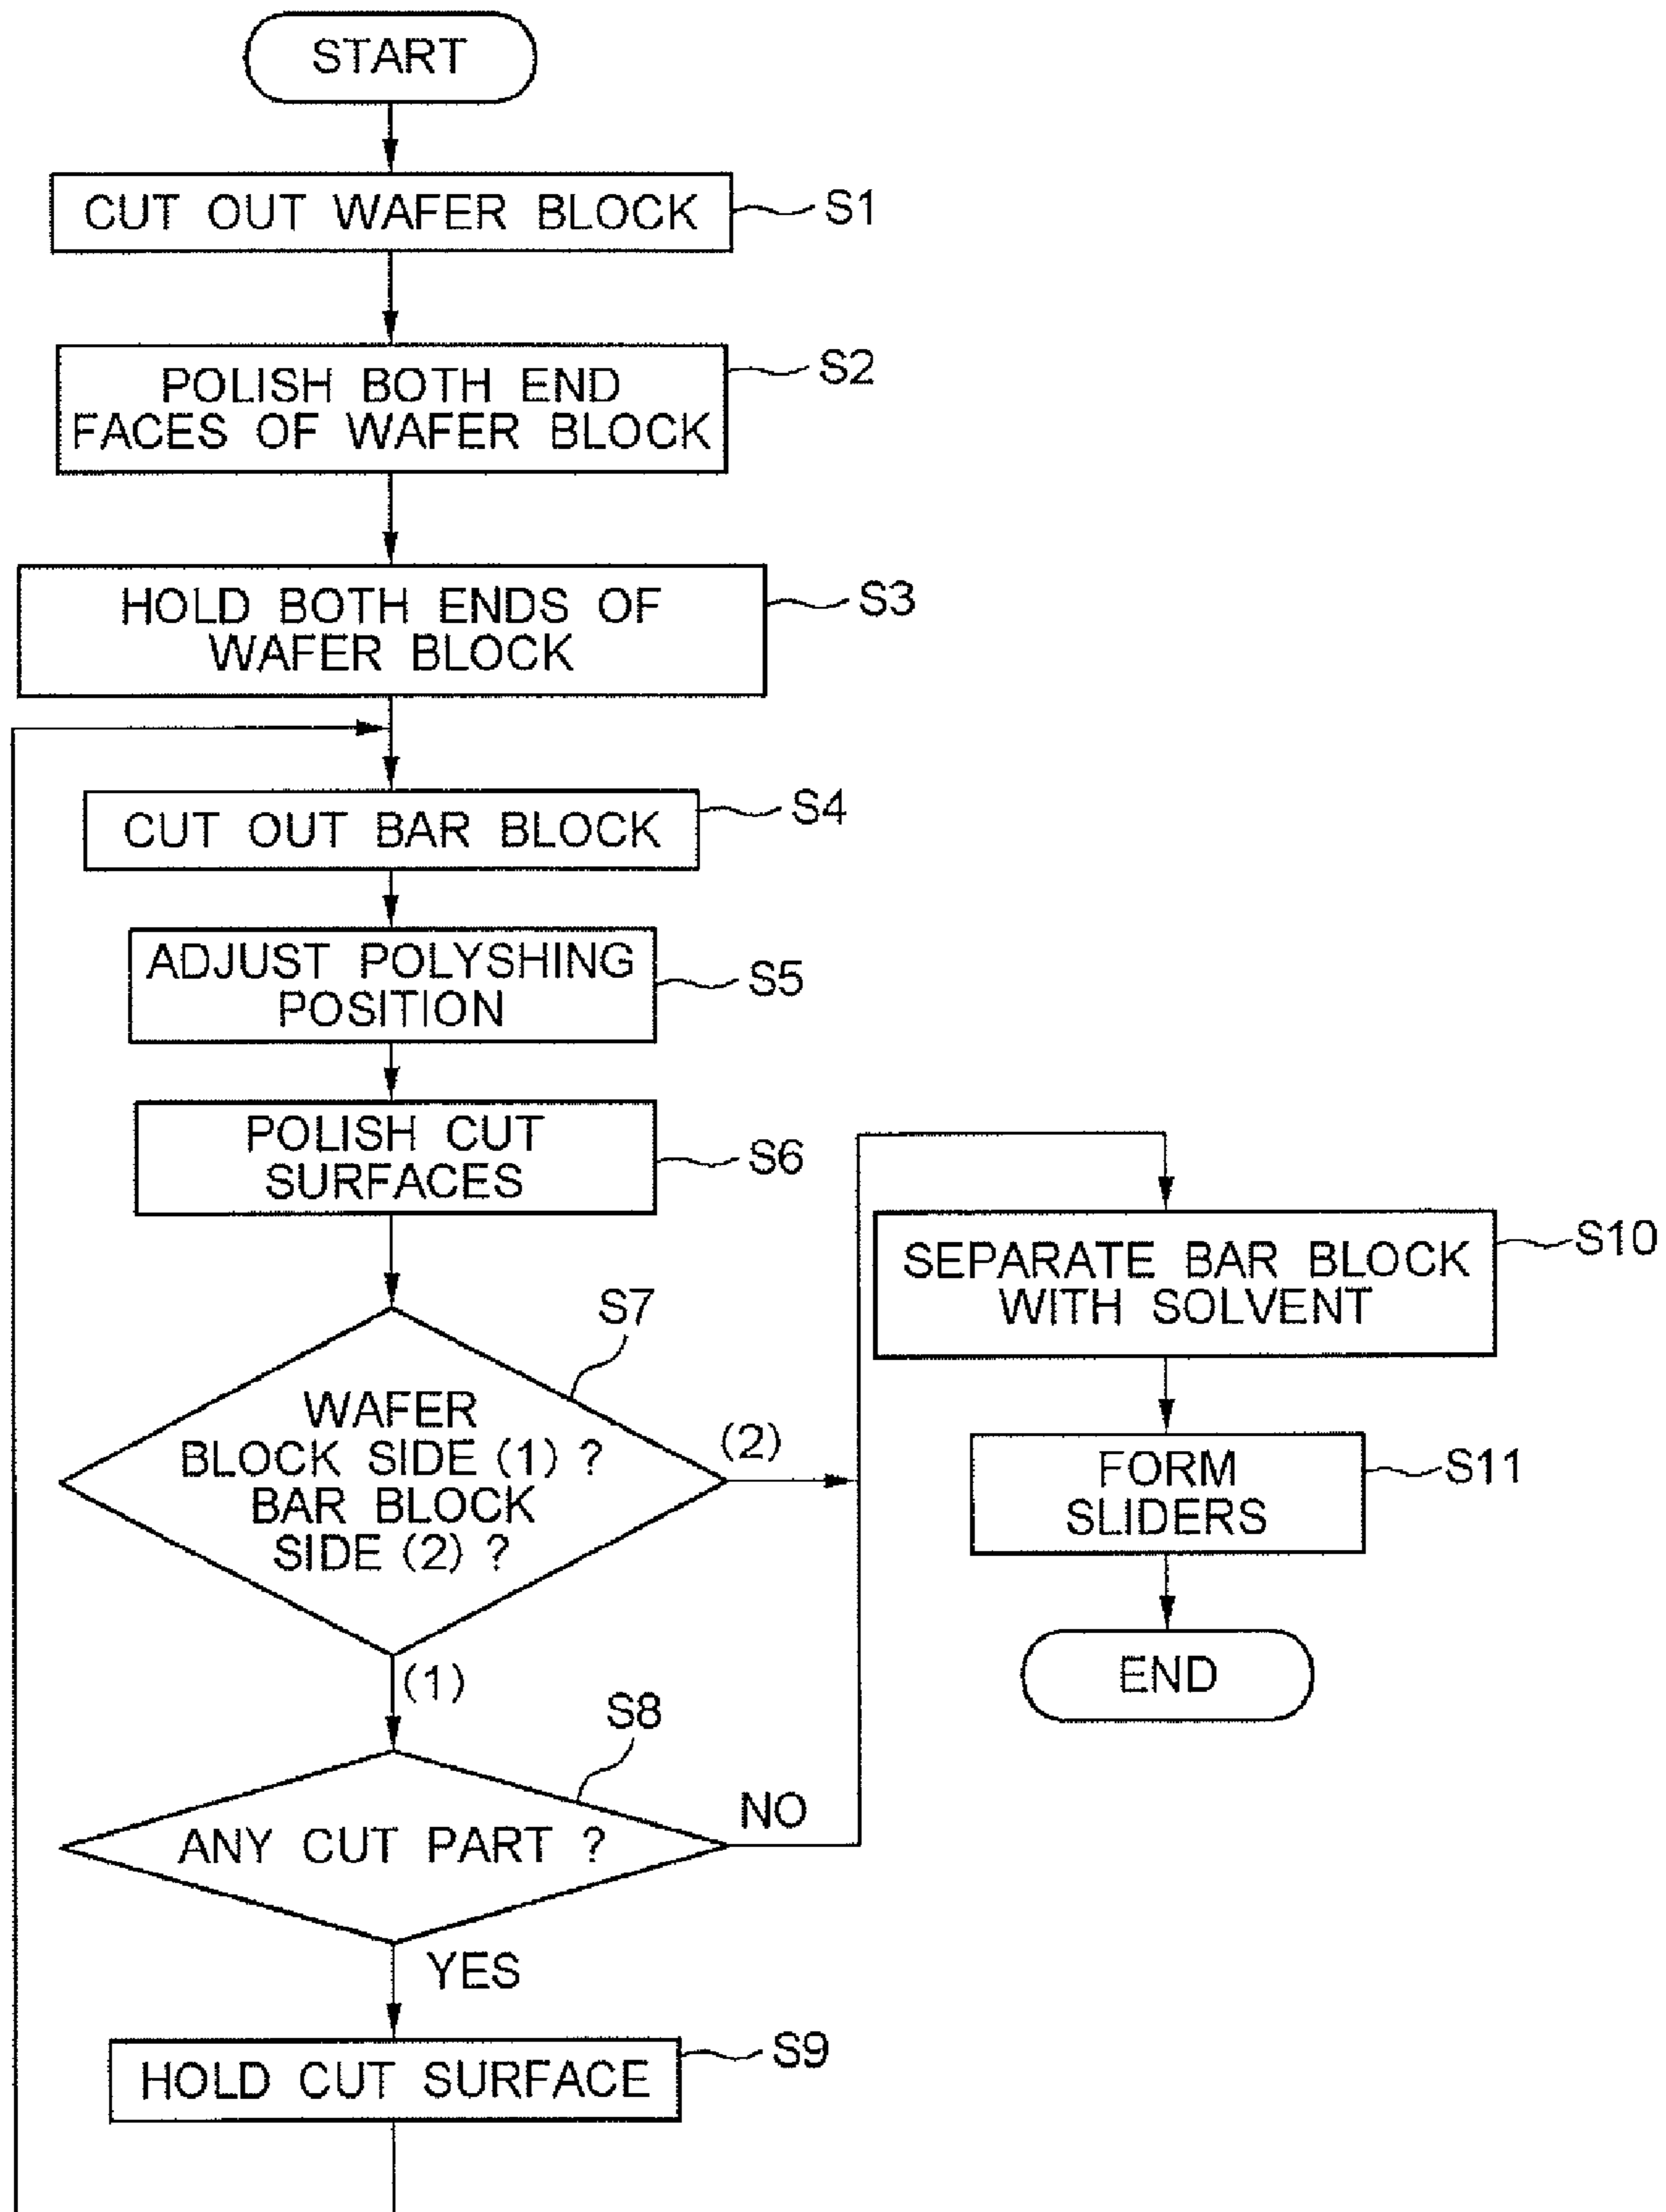 START
CUT OUT WAFER BLOCK
S1
POLISH BOTH END
FACES OF WAFER BLOCK
S2
HOLD BOTH ENDS OF
WAFER BLOCK
S3
CUT OUT BAR BLOCK
S4
ADJUST POLYSHING
POSITION
S5
POLISH CUT
SURFACES
S6
S7
WAFER
BLOCK SIDE (1) ?
BAR BLOCK
SIDE (2) ?
(2)
(1)
S8
ANY CUT PART ?
NO
YES
HOLD CUT SURFACE
S9
SEPARATE BAR BLOCK
WITH SOLVENT
S10
FORM
SLIDERS
S11
END